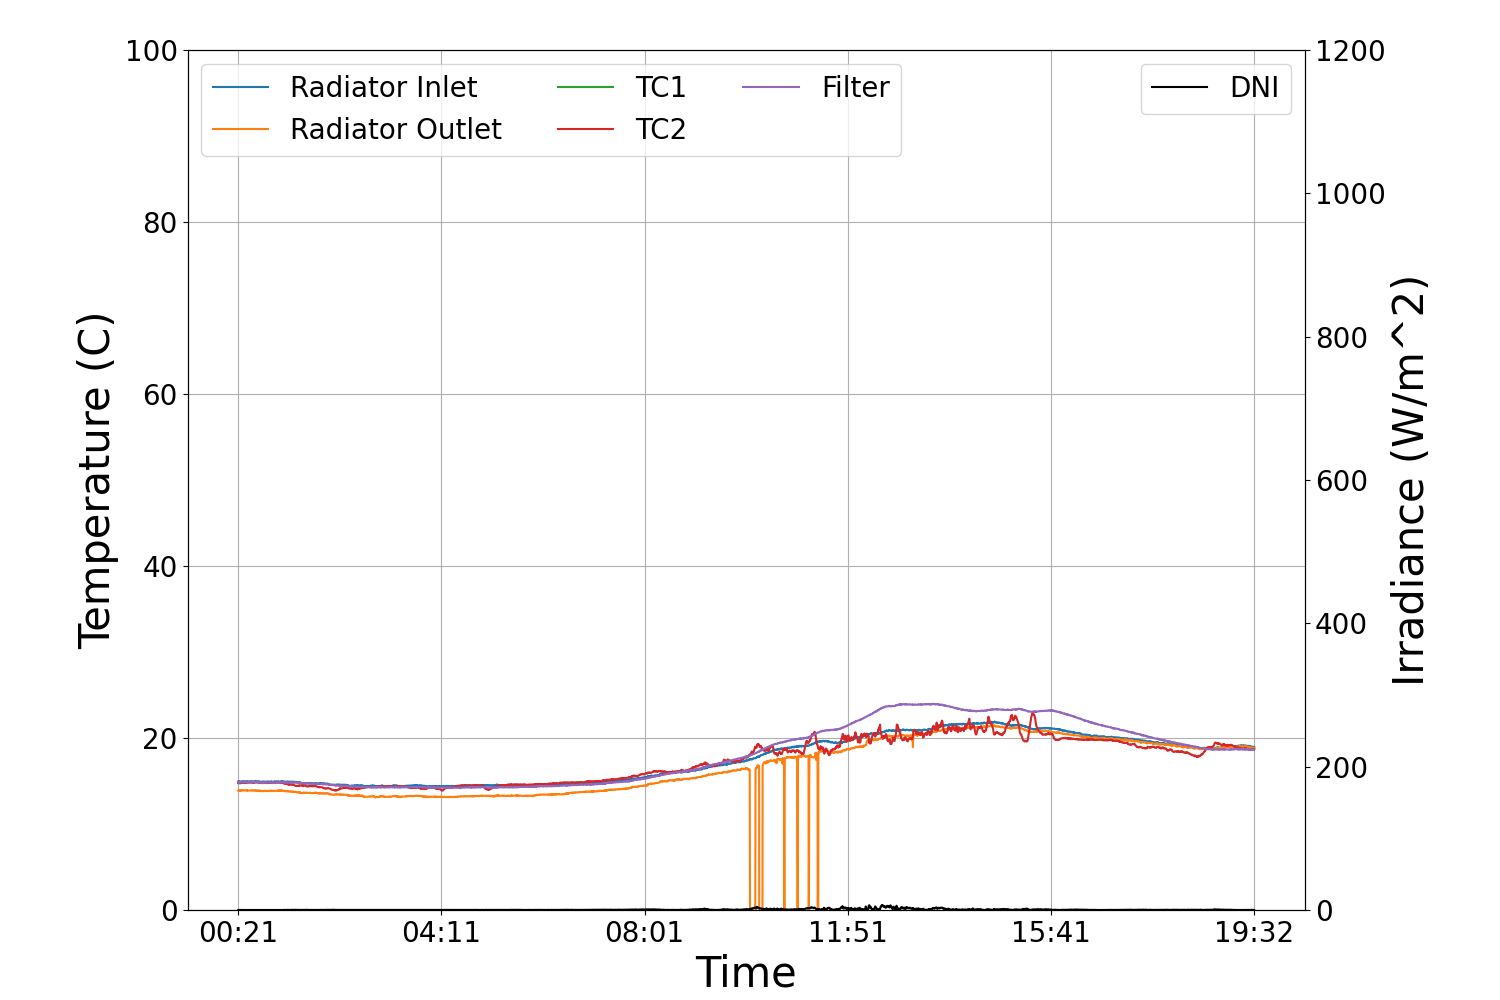 100
80
60
40
20
0
Temperature (C)
Radiator Inlet
Radiator Outlet
TC1
TC2
Filter
DNI
1200
1000
800
600
400
200
0
Irradiance (W/m^2)
00:21 04:11 08:01 11:51 15:41 19:32
Time